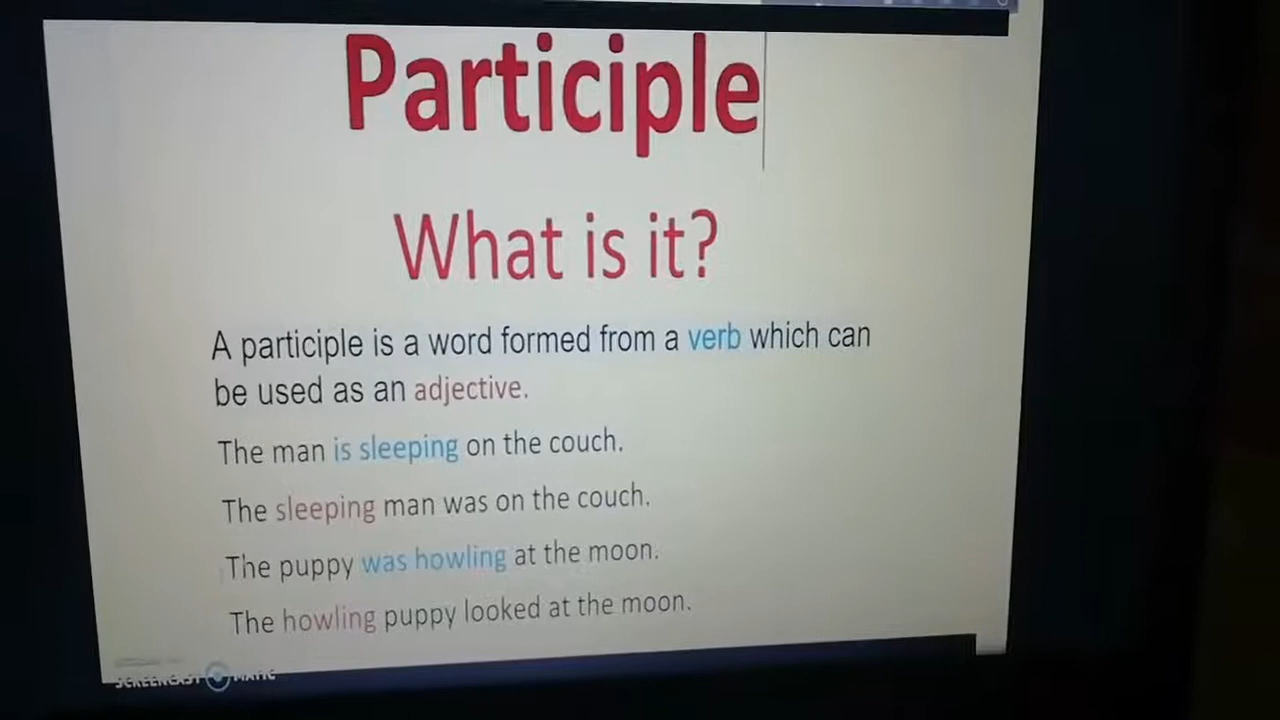 Participle
What is it?
A participle is a word formed from a verb which can
be used as an adjective.
The man is sleeping on the couch.
The sleeping man was on the couch.
The puppy was howling at the moon.
The howling puppy looked at the moon.
SCREENCAST MATIC